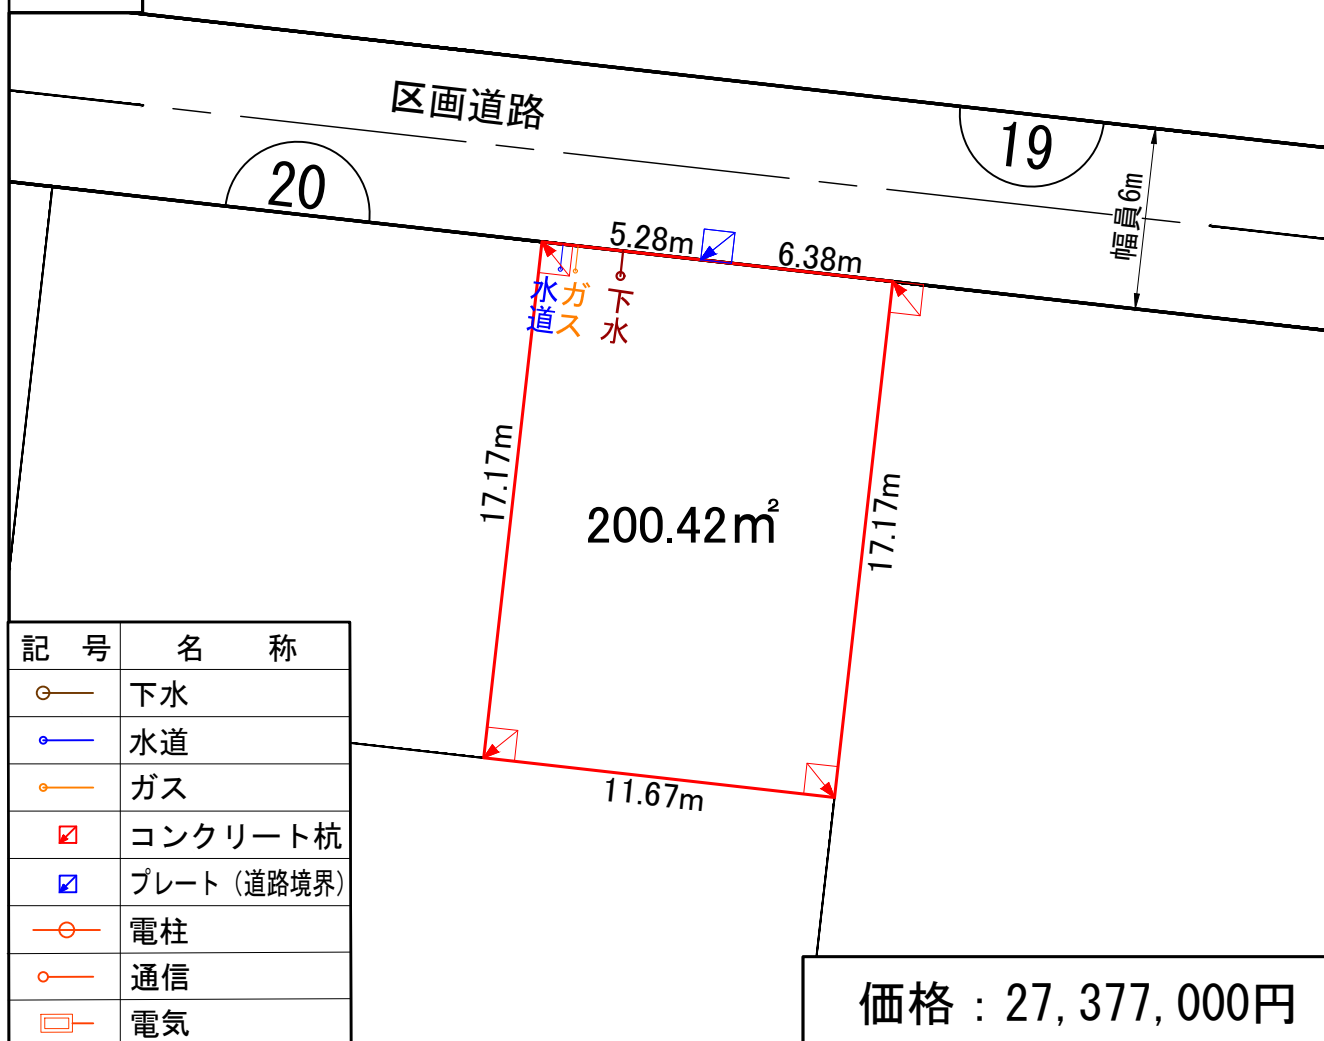 区画道路
19
20
幅員6m
5.28m
6.38m
水道
ガス
下水
17.17m
17.17m
200.42㎡
11.67m
記 号 名 称
下水
水道
ガス
コンクリート杭
プレート（道路境界）
電柱
通信
電気
価格：27,377,000円